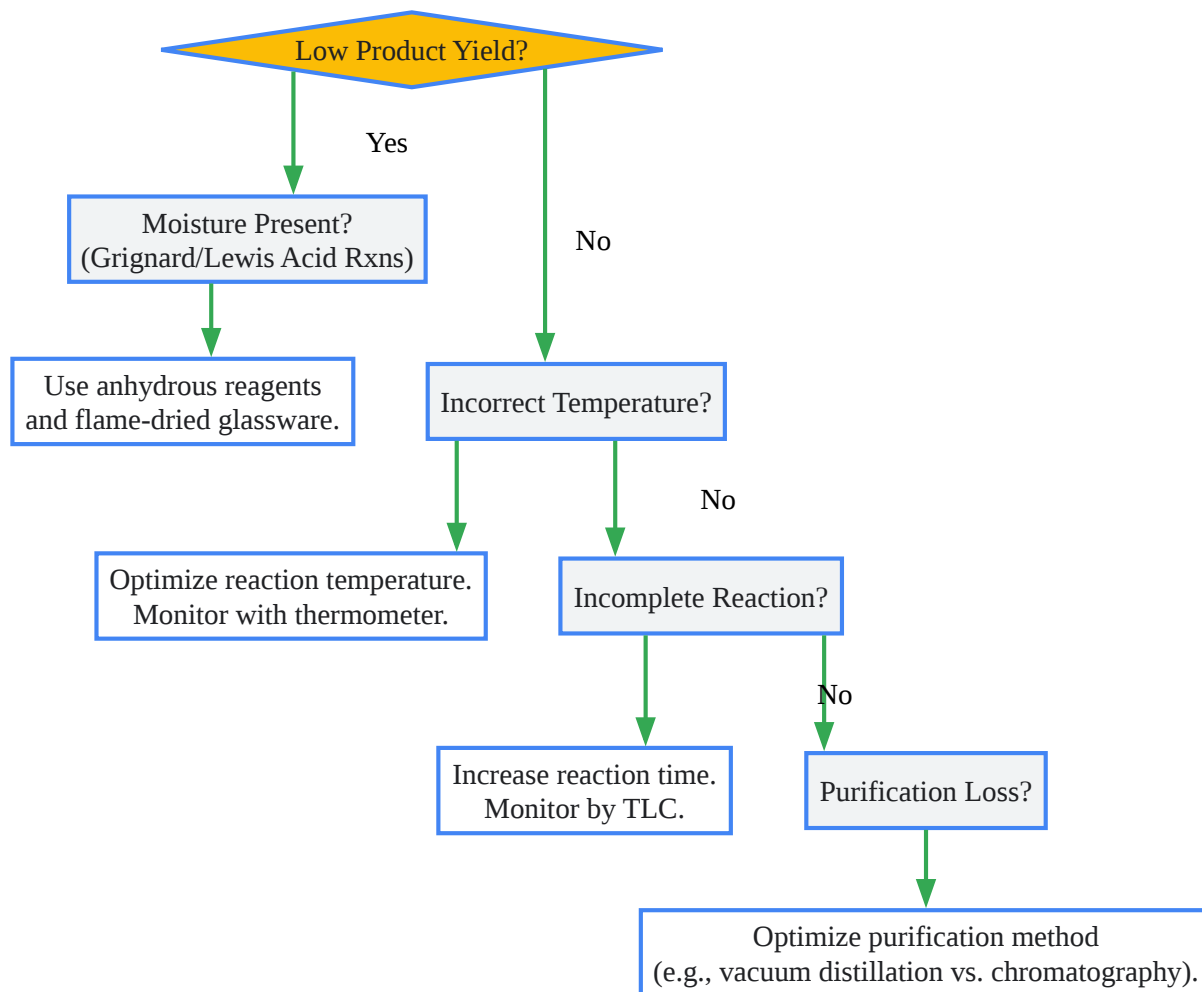 Low Product Yield?
Yes
Moisture Present?
(Grignard/Lewis Acid Rxns)
No
Use anhydrous reagents
and flame-dried glassware.
Incorrect Temperature?
No
Optimize reaction temperature.
Monitor with thermometer.
Incomplete Reaction?
No
Increase reaction time.
Monitor by TLC.
Purification Loss?
Optimize purification method
(e.g., vacuum distillation vs. chromatography).